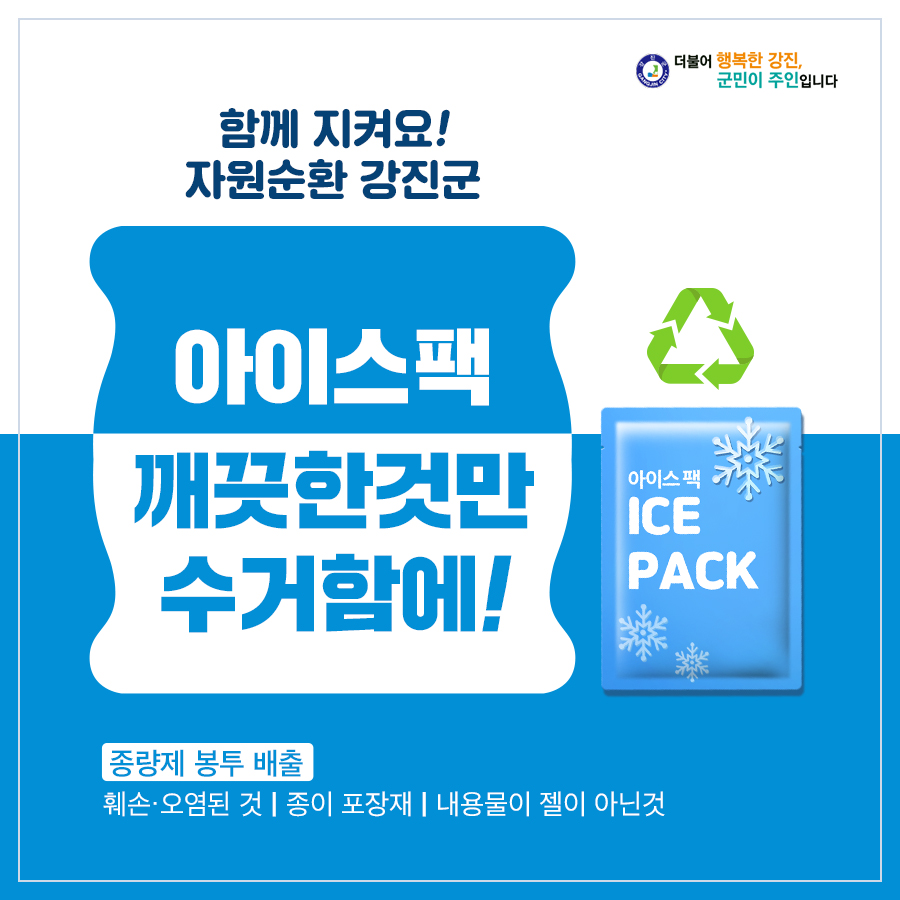 더불어 행복한 강진,
군민이 주인입니다
함께 지켜요!
자원순환 강진군
아이스팩
깨끗한것만
수거함에!
아이스 팩
ICE
PACK
종량제 봉투 배출
훼손·오염된 것 | 종이 포장재 | 내용물이 젤이 아닌것